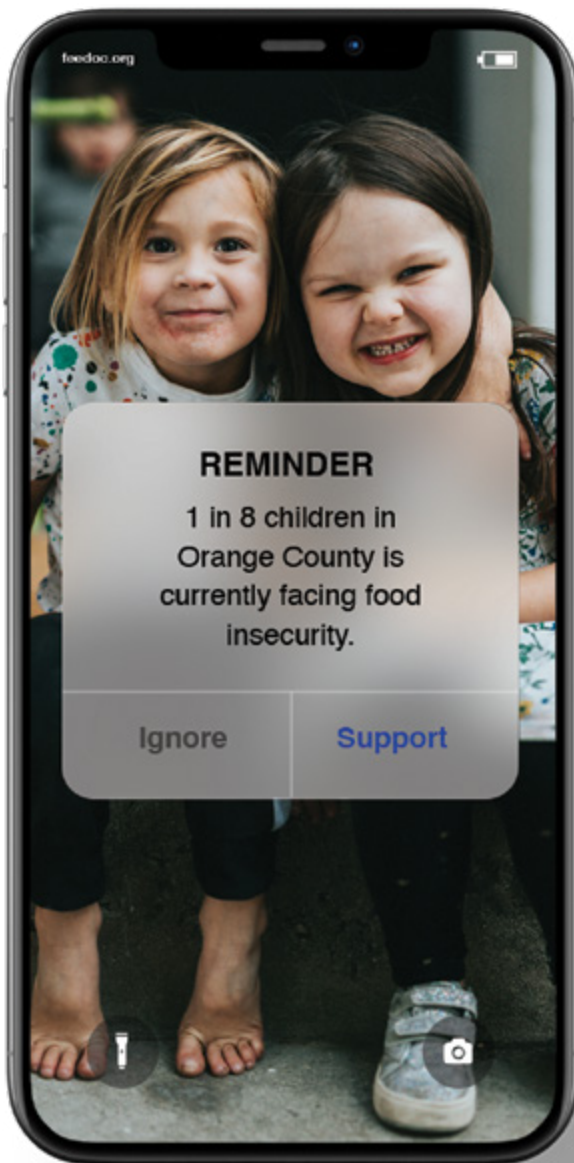 feedoc.org
REMINDER
1 in 8 children in
Orange County is
currently facing food
insecurity.
Ignore
Support